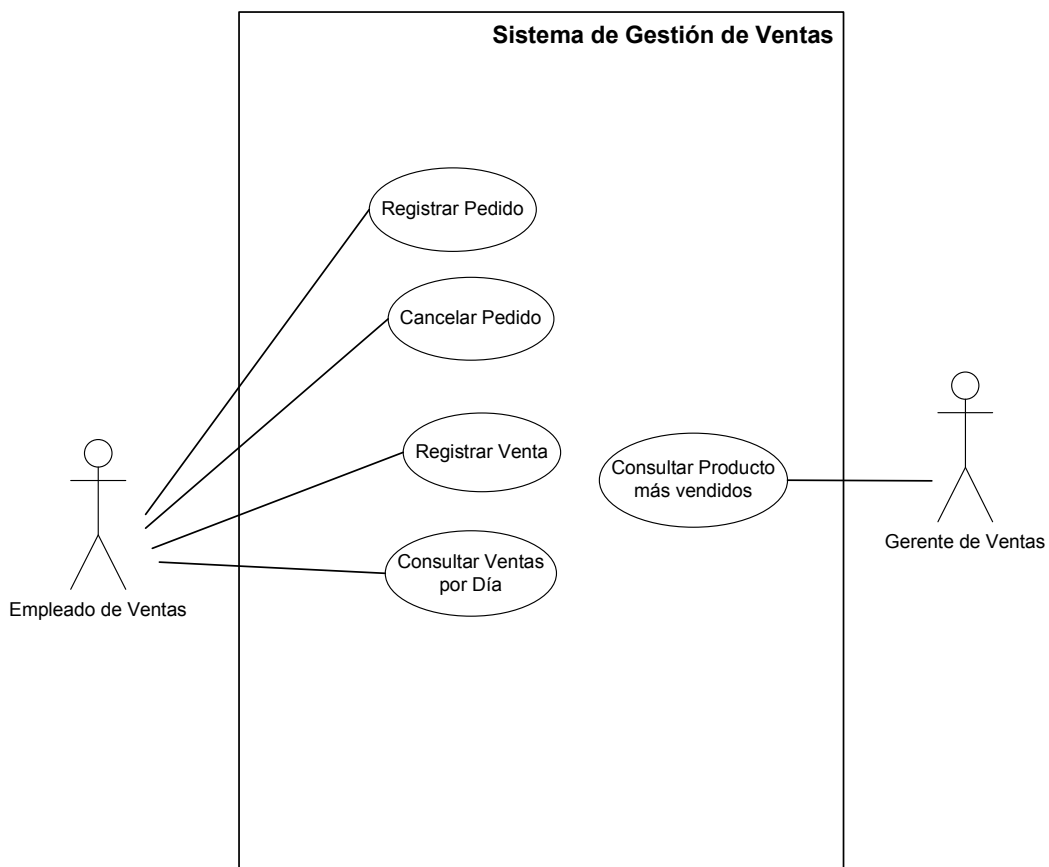 Sistema de Gestión de Ventas
Registrar Pedido
Cancelar Pedido
Registrar Venta
Consultar Producto
más vendidos
Consultar Ventas
por Día
Empleado de Ventas
Gerente de Ventas